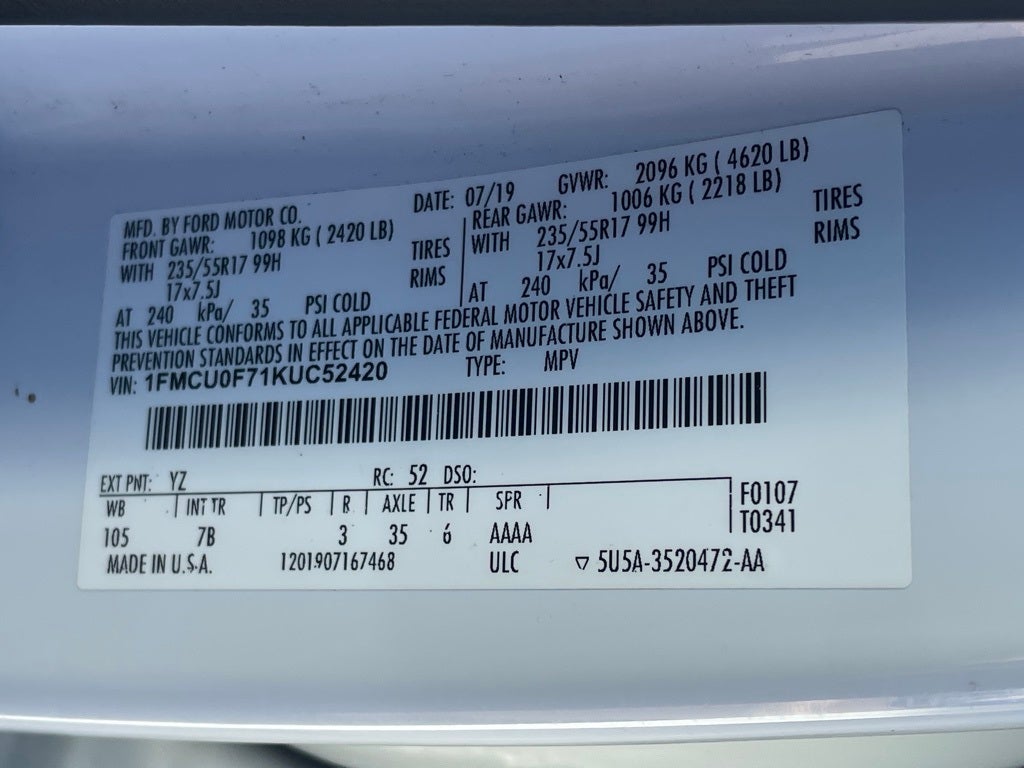 MFD. BY FORD MOTOR CO.
DATE: 07/19 GVWR: 2096 KG ( 4620 LB)
FRONT GAWR: 1098 KG ( 2420 LB)
WITH 235/55R17 99H TIRES
17x7.5J RIMS
AT 240 kPa/ 35 PSI COLD
REAR GAWR: 1006 KG ( 2218 LB)
WITH 235/55R17 99H TIRES
17x7.5J RIMS
AT 240 kPa/ 35 PSI COLD
THIS VEHICLE CONFORMS TO ALL APPLICABLE FEDERAL MOTOR VEHICLE SAFETY AND THEFT
PREVENTION STANDARDS IN EFFECT ON THE DATE OF MANUFACTURE SHOWN ABOVE.
VIN: 1FMCU0F71KUC52420 TYPE: MPV
EXT PNT: YZ RC: 52 DSO:
WB INT TR TP/PS R AXLE TR SPR F0107
105 7B 3 35 6 AAAA T0341
MADE IN U.S.A. 1201907167468 ULC ▽ 5U5A-3520472-AA